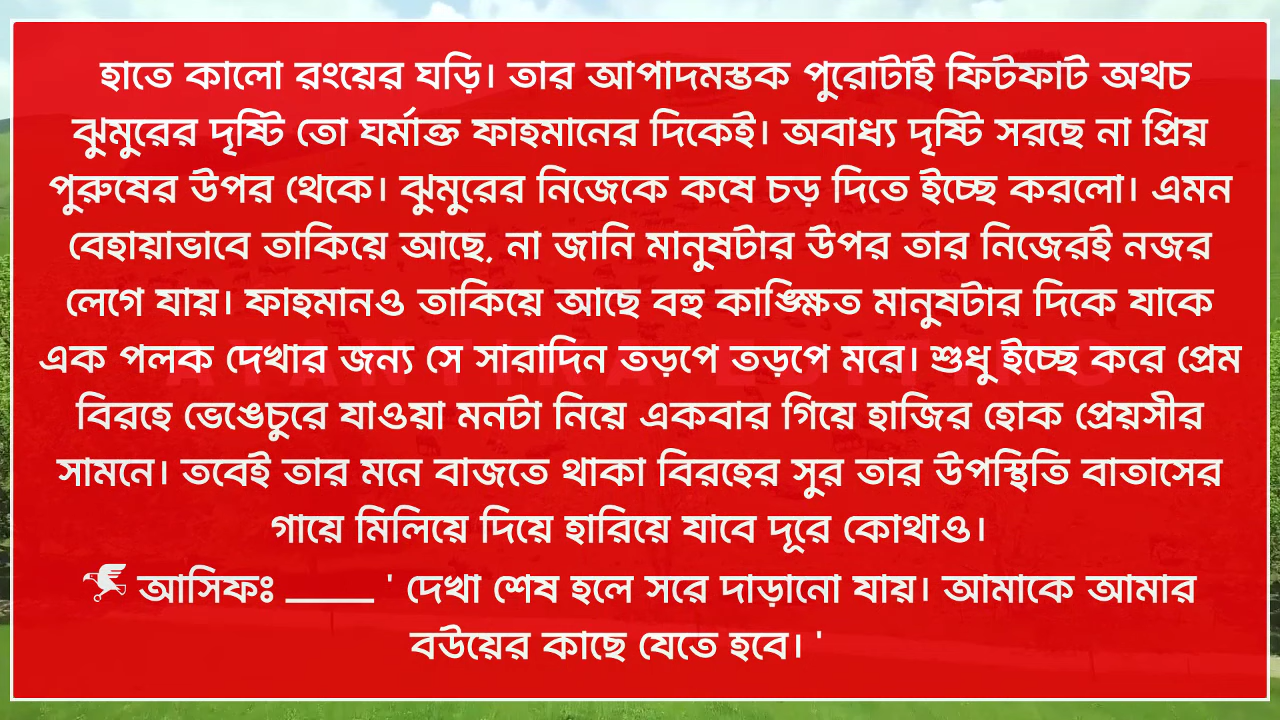 হাতে কালো রংয়ের ঘড়ি। তার আপাদমস্তক পুরোটাই ফিটফাট অথচ
ঝুমুরের দৃষ্টি তো ঘর্মাক্ত ফাহমানের দিকেই। অবাধ্য দৃষ্টি সরছে না প্রিয়
পুরুষের উপর থেকে। ঝুমুরের নিজেকে কষে চড় দিতে ইচ্ছে করলো। এমন
বেহায়াভাবে তাকিয়ে আছে, না জানি মানুষটার উপর তার নিজেরই নজর
লেগে যায়। ফাহমানও তাকিয়ে আছে বহু কাঙ্ক্ষিত মানুষটার দিকে যাকে
এক পলক দেখার জন্য সে সারাদিন তড়পে তড়পে মরে। শুধু ইচ্ছে করে প্রেম
বিরহে ভেঙেচুরে যাওয়া মনটা নিয়ে একবার গিয়ে হাজির হোক প্রেয়সীর
সামনে। তবেই তার মনে বাজতে থাকা বিরহের সুর তার উপস্থিতি বাতাসের
গায়ে মিলিয়ে দিয়ে হারিয়ে যাবে দূরে কোথাও।
আসিফঃ ____ ' দেখা শেষ হলে সরে দাড়ানো যায়। আমাকে আমার
বউয়ের কাছে যেতে হবে। '